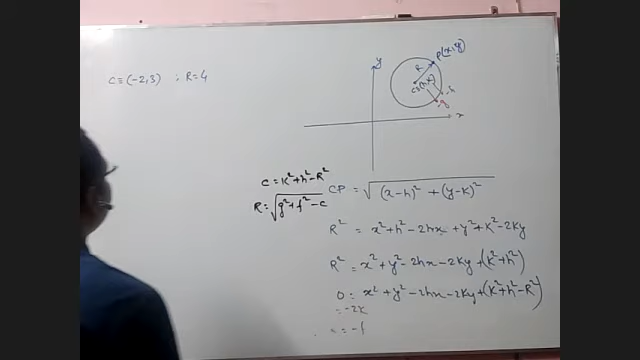 C≡(-2,3) ; R=4
y
P(x,y)
R
C≡(h,k)
-h
-g
x
C=K²+h²-R²
R=√g²+f²-c
CP = √(x-h)² + (y-k)²
R² = x²+h²-2hx+y²+K²-2Ky
R² = x²+y²-2hx-2Ky+(K²+h²)
0 = x²+y²-2hx-2Ky+(K²+h²-R²)
=-2K
= -f